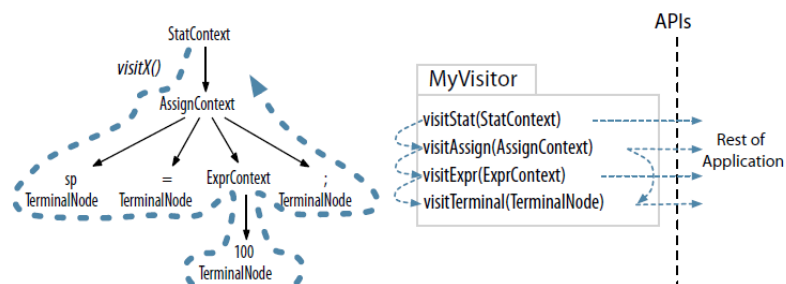 APIs
StatContext
visitX()
AssignContext
sp
TerminalNode
=
TerminalNode
ExprContext
;
TerminalNode
100
TerminalNode
MyVisitor
visitStat(StatContext)
visitAssign(AssignContext)
visitExpr(ExprContext)
visitTerminal(TerminalNode)
Rest of
Application